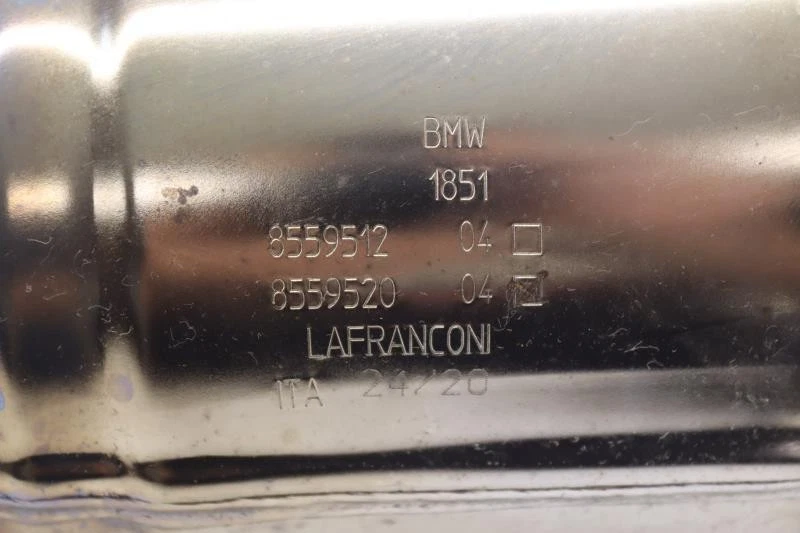 BMW
1851
8559512 04
8559520 04
LAFRANCONI
ITA 24/20